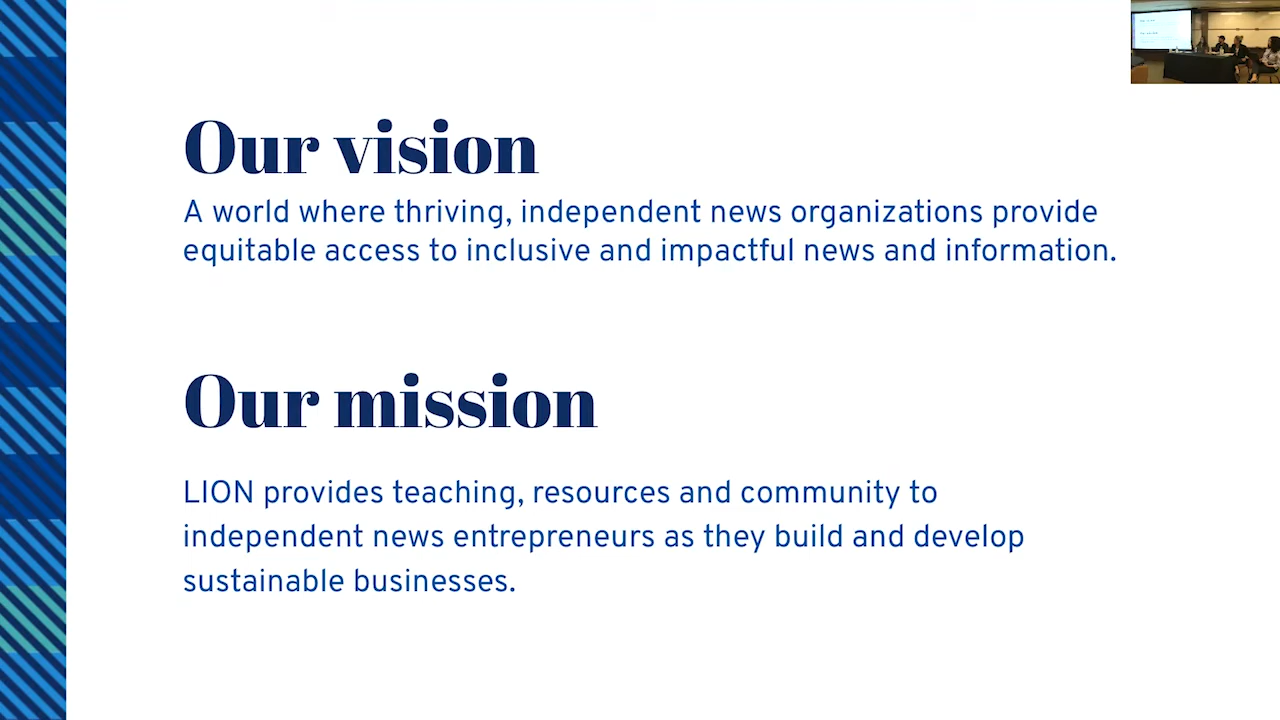 Our vision
A world where thriving, independent news organizations provide
equitable access to inclusive and impactful news and information.
Our mission
LION provides teaching, resources and community to
independent news entrepreneurs as they build and develop
sustainable businesses.